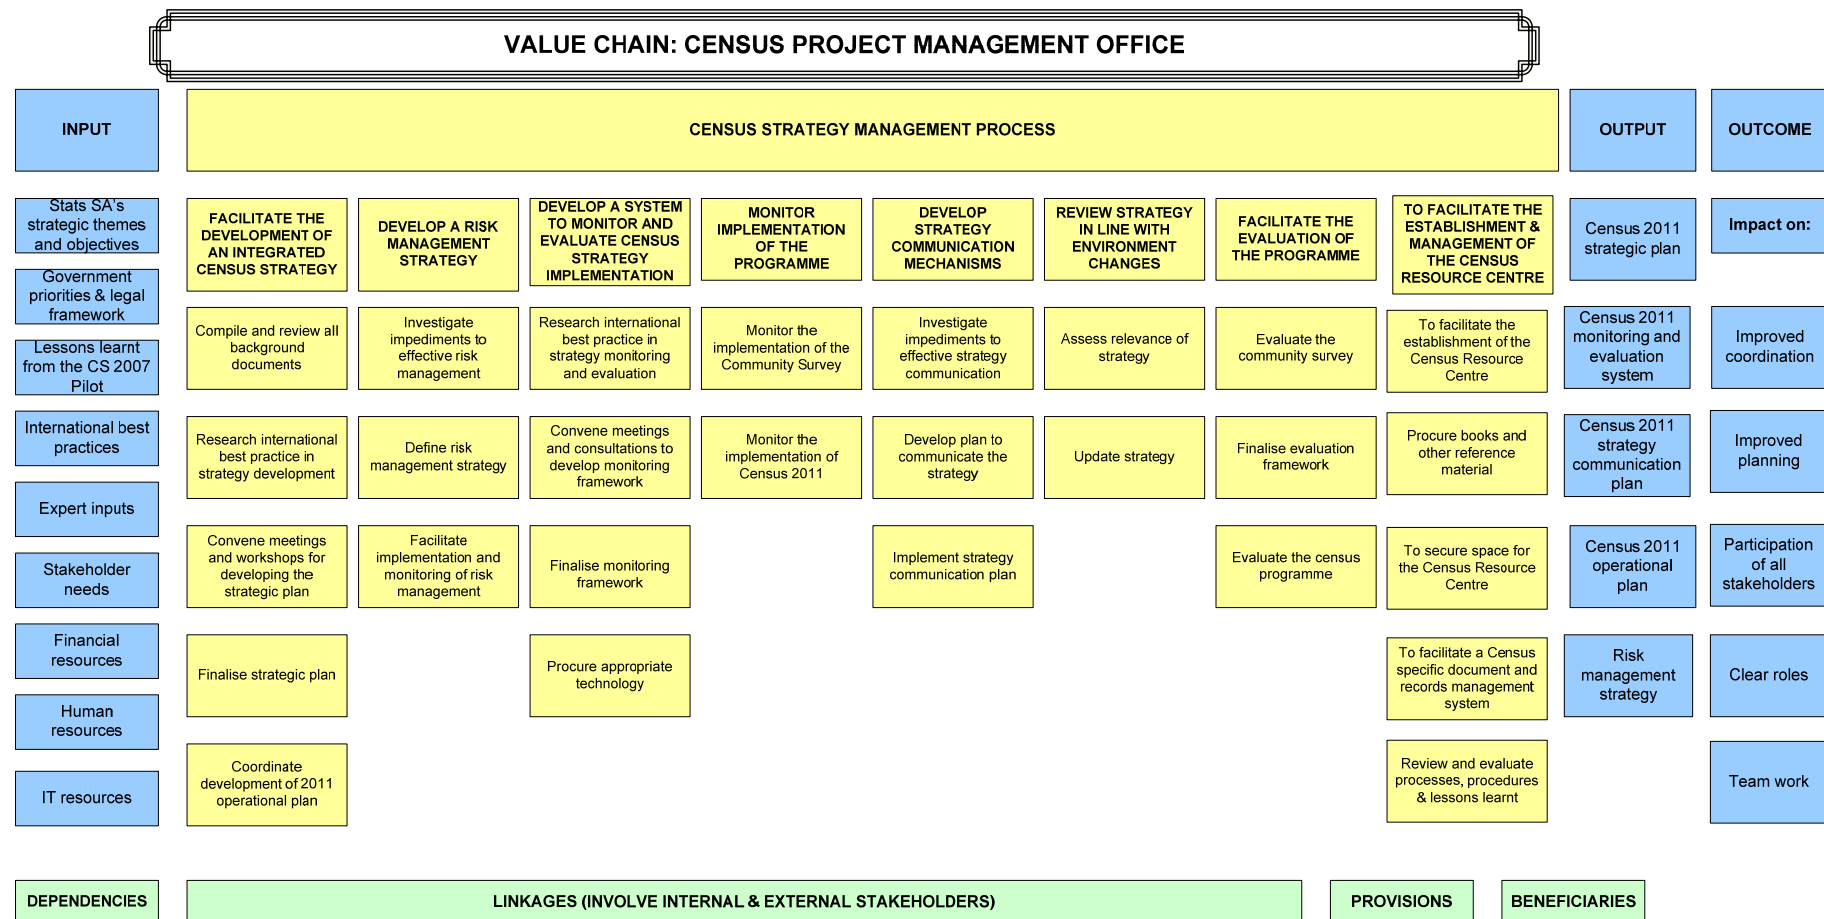 VALUE CHAIN: CENSUS PROJECT MANAGEMENT OFFICE
INPUT
CENSUS STRATEGY MANAGEMENT PROCESS
OUTPUT
OUTCOME
Stats SA's
strategic themes
and objectives
Government
priorities & legal
framework
Lessons learnt
from the CS 2007
Pilot
International best
practices
Expert inputs
Stakeholder
needs
Financial
resources
Human
resources
IT resources
FACILITATE THE
DEVELOPMENT OF
AN INTEGRATED
CENSUS STRATEGY
Compile and review all
background
documents
Research international
best practice in
strategy development
Convene meetings
and workshops for
developing the
strategic plan
Finalise strategic plan
Coordinate
development of 2011
operational plan
DEVELOP A RISK
MANAGEMENT
STRATEGY
Investigate
impediments to
effective risk
management
Define risk
management strategy
Facilitate
implementation and
monitoring of risk
management
DEVELOP A SYSTEM
TO MONITOR AND
EVALUATE CENSUS
STRATEGY
IMPLEMENTATION
Research international
best practice in
strategy monitoring
and evaluation
Convene meetings
and consultations to
develop monitoring
framework
Finalise monitoring
framework
Procure appropriate
technology
MONITOR
IMPLEMENTATION
OF THE
PROGRAMME
Monitor the
implementation of the
Community Survey
Monitor the
implementation of
Census 2011
DEVELOP
STRATEGY
COMMUNICATION
MECHANISMS
Investigate
impediments to
effective strategy
communication
Develop plan to
communicate the
strategy
Implement strategy
communication plan
REVIEW STRATEGY
IN LINE WITH
ENVIRONMENT
CHANGES
Assess relevance of
strategy
Update strategy
FACILITATE THE
EVALUATION OF
THE PROGRAMME
Evaluate the
community survey
Finalise evaluation
framework
Evaluate the census
programme
TO FACILITATE THE
ESTABLISHMENT &
MANAGEMENT OF
THE CENSUS
RESOURCE CENTRE
To facilitate the
establishment of the
Census Resource
Centre
Procure books and
other reference
material
To secure space for
the Census Resource
Centre
To facilitate a Census
specific document and
records management
system
Review and evaluate
processes, procedures
& lessons learnt
Census 2011
strategic plan
Census 2011
monitoring and
evaluation
system
Census 2011
strategy
communication
plan
Census 2011
operational
plan
Risk
management
strategy
Impact on:
Improved
coordination
Improved
planning
Participation
of all
stakeholders
Clear roles
Team work
DEPENDENCIES
LINKAGES (INVOLVE INTERNAL & EXTERNAL STAKEHOLDERS)
PROVISIONS
BENEFICIARIES